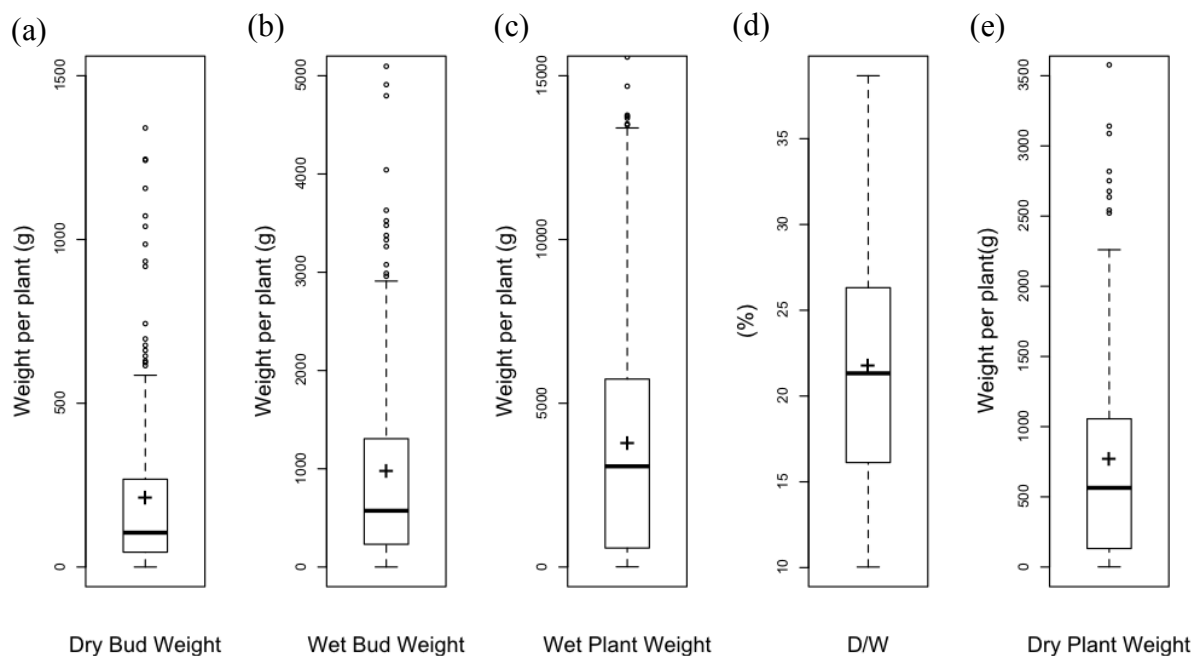 (a)
(b)
(c)
(d)
(e)
Weight per plant (g)
0
500
1000
1500
Dry Bud Weight
Weight per plant (g)
0
1000
2000
3000
4000
5000
Wet Bud Weight
Weight per plant (g)
0
5000
10000
15000
Wet Plant Weight
(%)
10
15
20
25
30
35
D/W
Weight per plant(g)
0
500
1000
1500
2000
2500
3000
3500
Dry Plant Weight